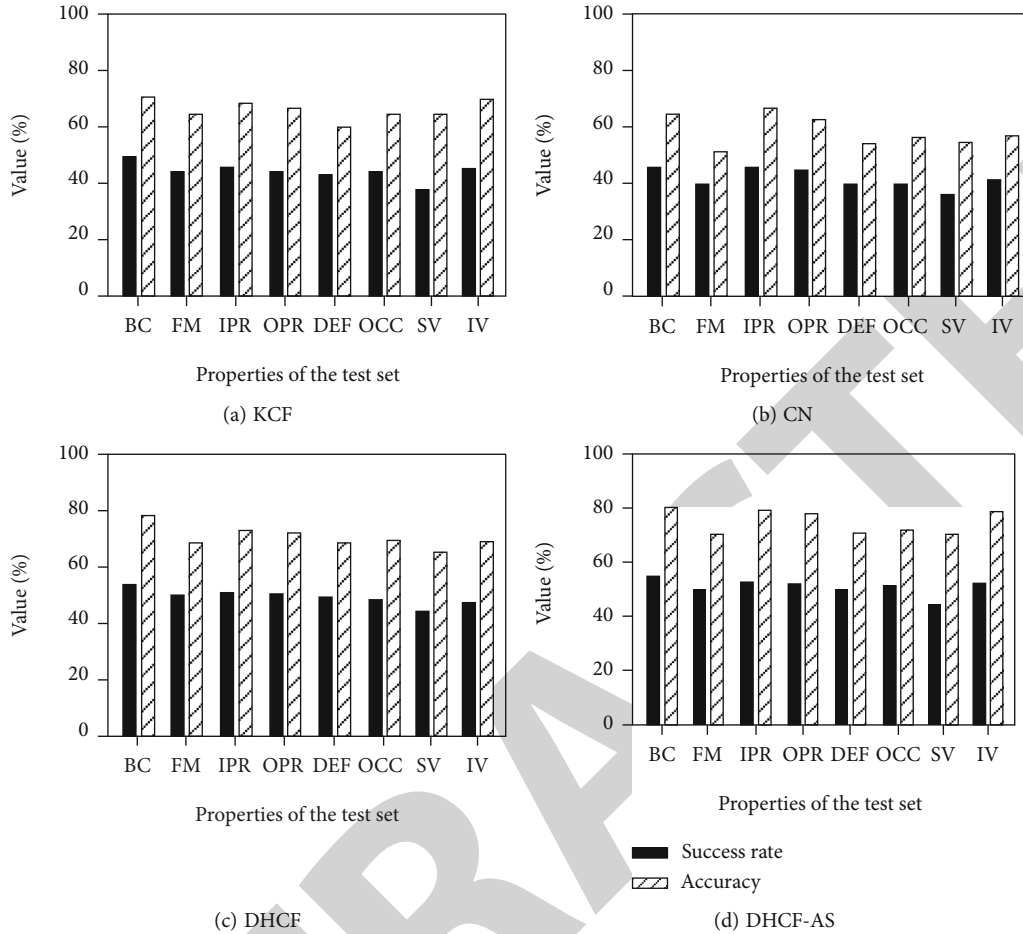 100
80
60
40
20
0
Value (%)
BC FM IPR OPR DEF OCC SV IV
Properties of the test set
(a) KCF
100
80
60
40
20
0
Value (%)
BC FM IPR OPR DEF OCC SV IV
Properties of the test set
(b) CN
100
80
60
40
20
0
Value (%)
BC FM IPR OPR DEF OCC SV IV
Properties of the test set
(c) DHCF
100
80
60
40
20
0
Value (%)
BC FM IPR OPR DEF OCC SV IV
Properties of the test set
Success rate
Accuracy
(d) DHCF-AS